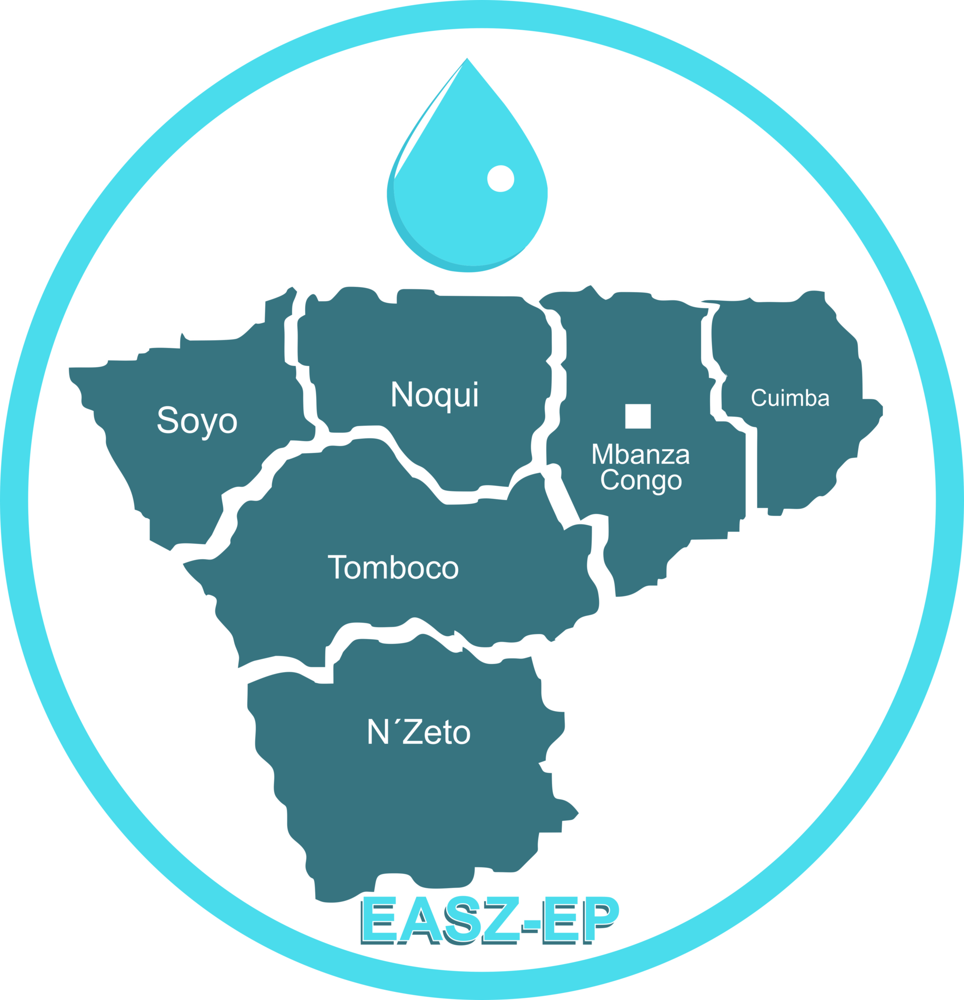 Soyo
Noqui
Cuimba
Mbanza
Congo
Tomboco
N´Zeto
EASZ-EP